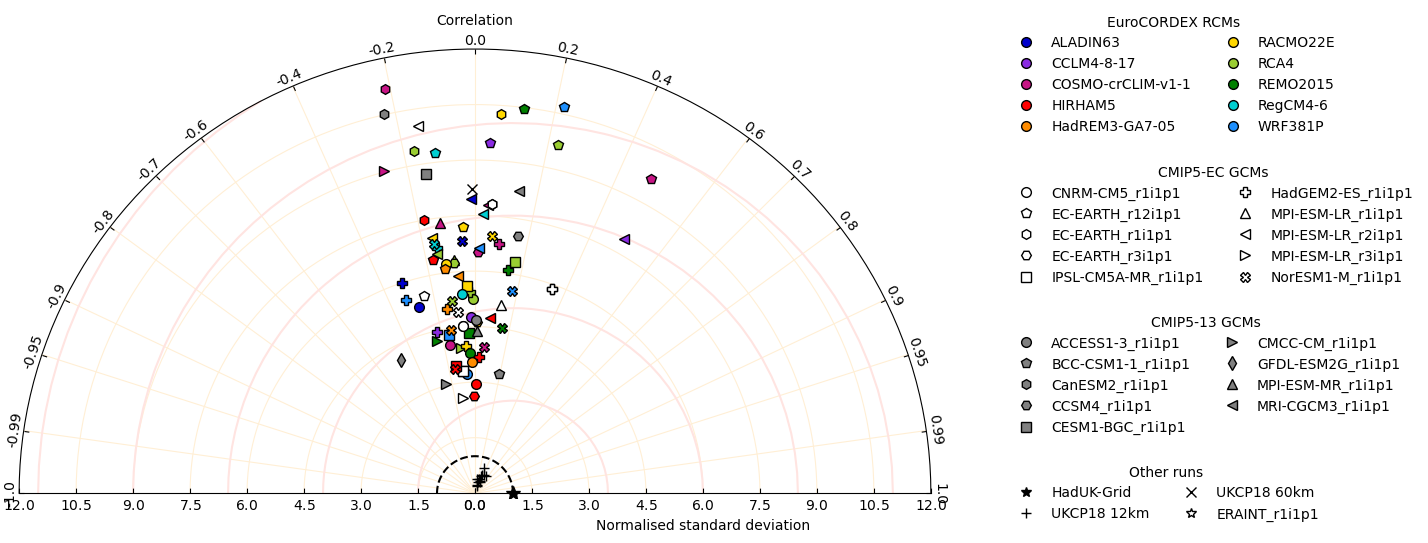 Correlation
0.0
-0.2
0.2
-0.4
0.4
-0.6
0.6
-0.7
0.7
-0.8
0.8
-0.9
0.9
-0.95
0.95
-0.99
0.99
-1.0
1.0
12.0 10.5 9.0 7.5 6.0 4.5 3.0 1.5 0.0 1.5 3.0 4.5 6.0 7.5 9.0 10.5 12.0
Normalised standard deviation
EuroCORDEX RCMs
ALADIN63 RACMO22E
CCLM4-8-17 RCA4
COSMO-crCLIM-v1-1 REMO2015
HIRHAM5 RegCM4-6
HadREM3-GA7-05 WRF381P
CMIP5-EC GCMs
CNRM-CM5_r1i1p1 HadGEM2-ES_r1i1p1
EC-EARTH_r12i1p1 MPI-ESM-LR_r1i1p1
EC-EARTH_r1i1p1 MPI-ESM-LR_r2i1p1
EC-EARTH_r3i1p1 MPI-ESM-LR_r3i1p1
IPSL-CM5A-MR_r1i1p1 NorESM1-M_r1i1p1
CMIP5-13 GCMs
ACCESS1-3_r1i1p1 CMCC-CM_r1i1p1
BCC-CSM1-1_r1i1p1 GFDL-ESM2G_r1i1p1
CanESM2_r1i1p1 MPI-ESM-MR_r1i1p1
CCSM4_r1i1p1 MRI-CGCM3_r1i1p1
CESM1-BGC_r1i1p1
Other runs
HadUK-Grid UKCP18 60km
UKCP18 12km ERAINT_r1i1p1